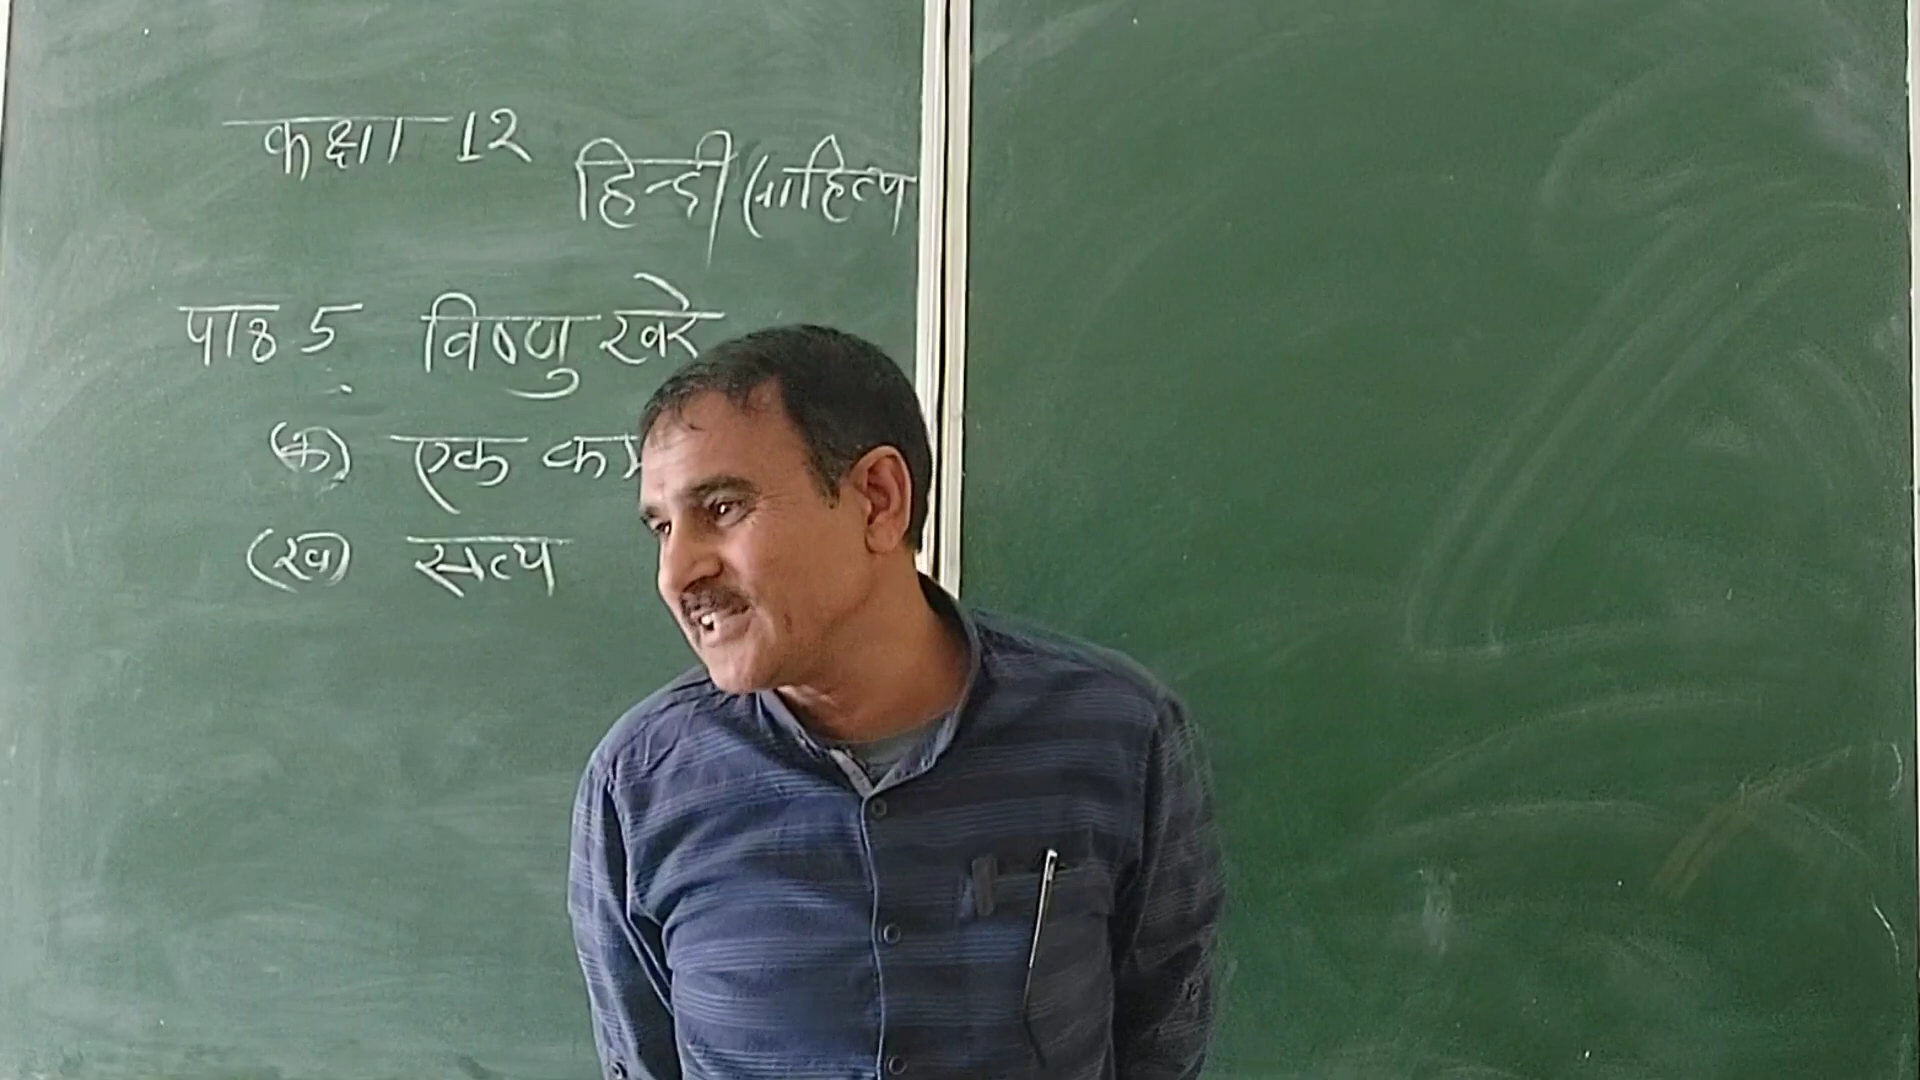 कक्षा 12
हिन्दी साहित्य
पाठ 5 विष्णु खरे
(क) एक
(ख) सत्य